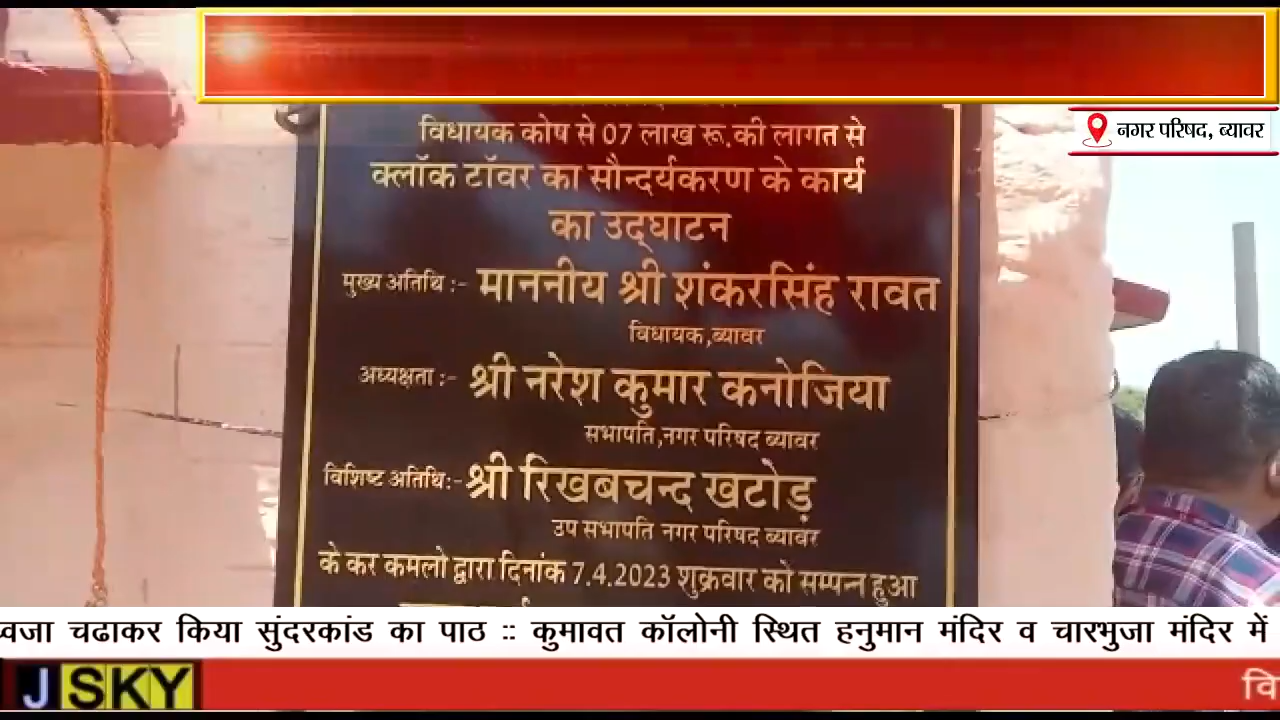 नगर परिषद, ब्यावर
विधायक कोष से 07 लाख रू.की लागत से
क्लॉक टॉवर का सौन्दर्यकरण के कार्य
का उद्घाटन
मुख्य अतिथि :- माननीय श्री शंकरसिंह रावत
विधायक,ब्यावर
अध्यक्षता :- श्री नरेश कुमार कनोजिया
सभापति,नगर परिषद ब्यावर
विशिष्ट अतिथि:- श्री रिखबचन्द खटोड़
उप सभापति नगर परिषद ब्यावर
के कर कमलो द्वारा दिनांक 7.4.2023 शुक्रवार को सम्पन्न हुआ
चढाकर किया सुंदरकांड का पाठ :: कुमावत कॉलोनी स्थित हनुमान मंदिर व चारभुजा मंदिर में
J SKY
वि